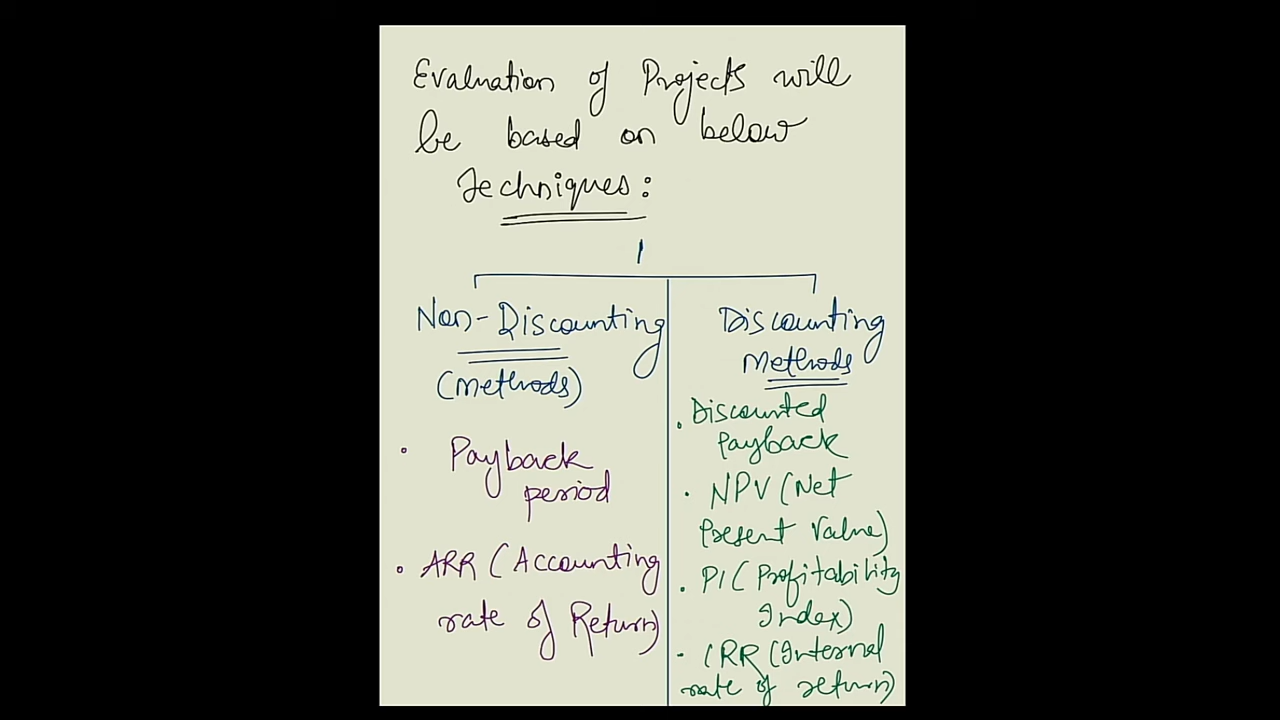 Evaluation of Projects will
be based on below
Techniques:
Non-Discounting
(Methods)
• Payback
period
• ARR (Accounting
rate of Return)
Discounting
Methods
• Discounted
Payback
• NPV (Net
Present Value)
• PI (Profitability
Index)
• IRR (Internal
rate of return)